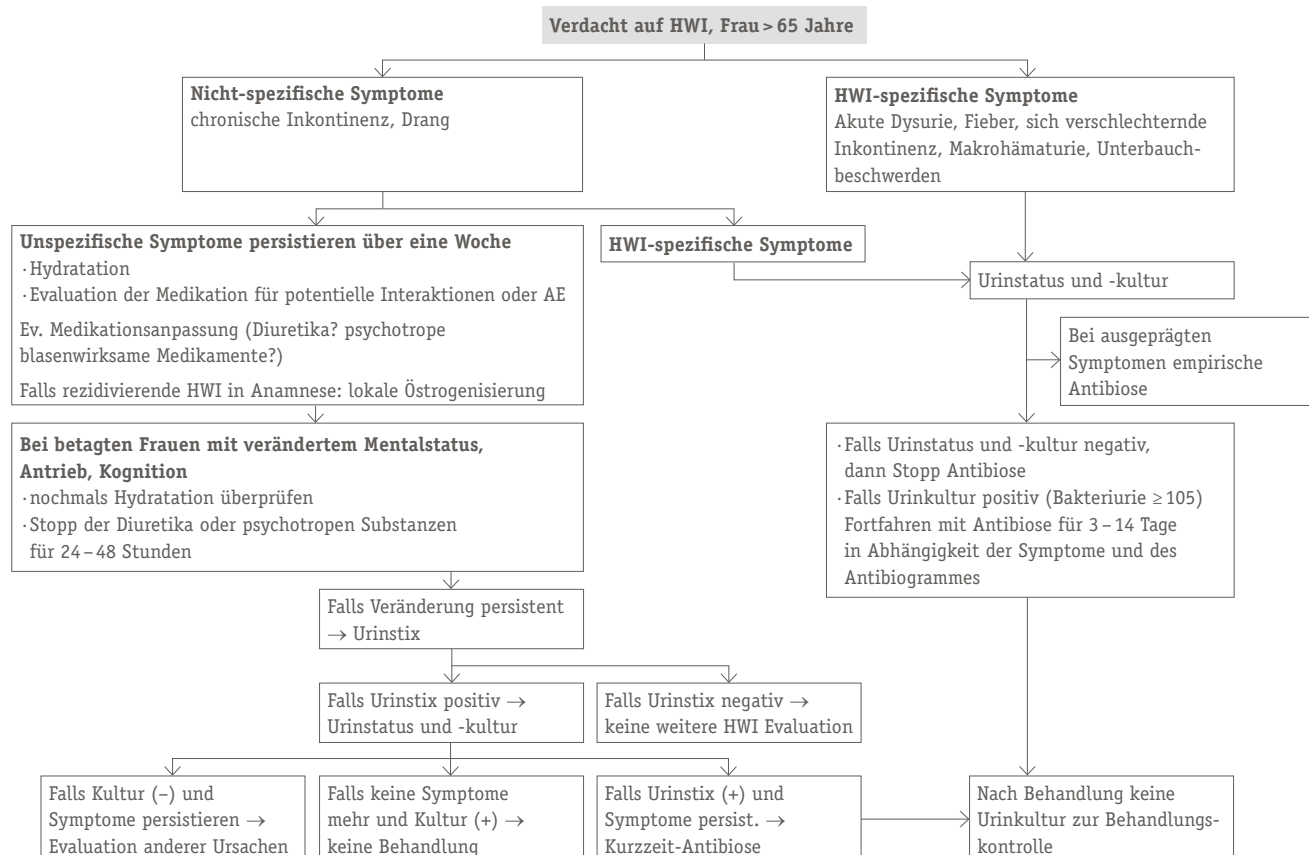 Verdacht auf HWI, Frau > 65 Jahre
Nicht-spezifische Symptome
chronische Inkontinenz, Drang
HWI-spezifische Symptome
Akute Dysurie, Fieber, sich verschlechternde
Inkontinenz, Makrohämaturie, Unterbauch-
beschwerden
Unspezifische Symptome persistieren über eine Woche
· Hydratation
· Evaluation der Medikation für potentielle Interaktionen oder AE
Ev. Medikationsanpassung (Diuretika? psychotrope
blasenwirksame Medikamente?)
Falls rezidivierende HWI in Anamnese: lokale Östrogenisierung
HWI-spezifische Symptome
Urinstatus und -kultur
Bei ausgeprägten
Symptomen empirische
Antibiose
Bei betagten Frauen mit verändertem Mentalstatus,
Antrieb, Kognition
· nochmals Hydratation überprüfen
· Stopp der Diuretika oder psychotropen Substanzen
für 24 – 48 Stunden
· Falls Urinstatus und -kultur negativ,
dann Stopp Antibiose
· Falls Urinkultur positiv (Bakteriurie ≥ 105)
Fortfahren mit Antibiose für 3 – 14 Tage
in Abhängigkeit der Symptome und des
Antibiogrammes
Falls Veränderung persistent
→ Urinstix
Falls Urinstix positiv →
Urinstatus und -kultur
Falls Urinstix negativ →
keine weitere HWI Evaluation
Falls Kultur (–) und
Symptome persistieren →
Evaluation anderer Ursachen
Falls keine Symptome
mehr und Kultur (+) →
keine Behandlung
Falls Urinstix (+) und
Symptome persist. →
Kurzzeit-Antibiose
Nach Behandlung keine
Urinkultur zur Behandlungs-
kontrolle